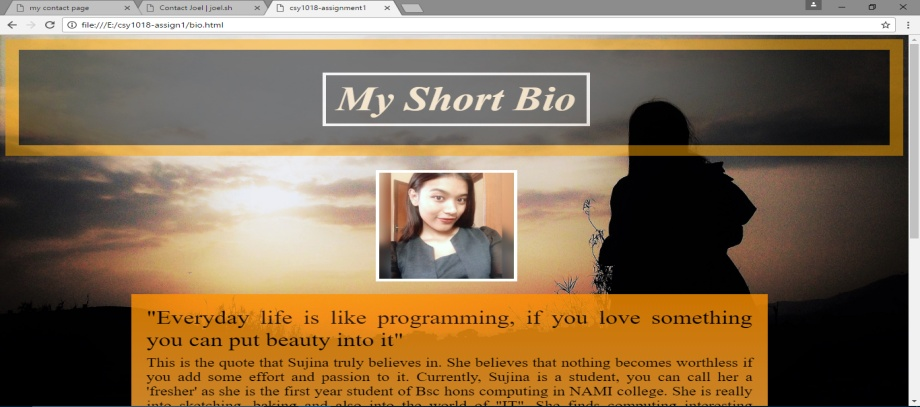 my contact page
Contact Joel | joel.sh
csy1018-assignment1
file:///E:/csy1018-assign1/bio.html
My Short Bio
"Everyday life is like programming, if you love something
you can put beauty into it"
This is the quote that Sujina truly believes in. She believes that nothing becomes worthless if
you add some effort and passion to it. Currently, Sujina is a student, you can call her a
'fresher' as she is the first year student of Bsc hons computing in NAMI college. She is really
into sketching, baking and also into the world of "IT". She finds computing interesting